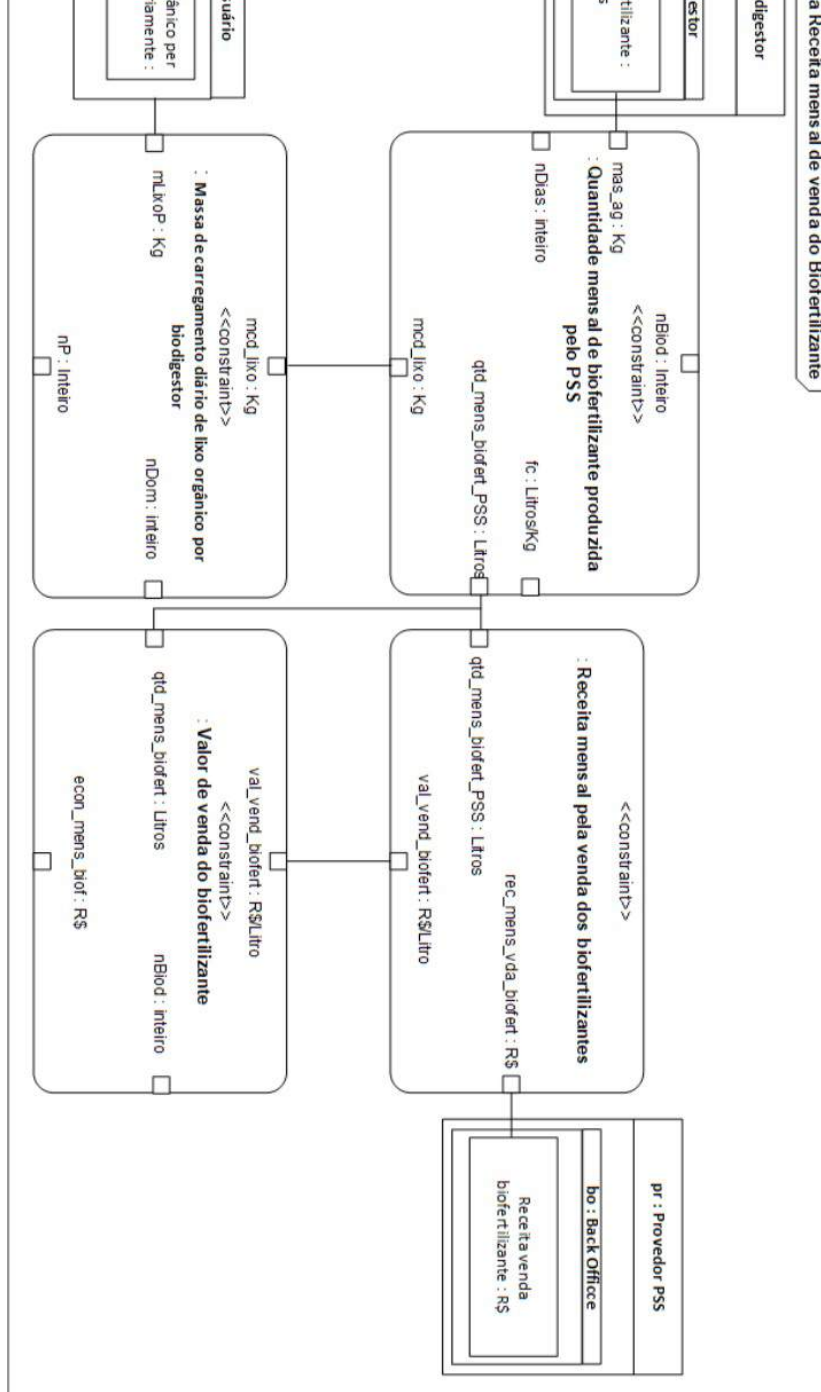 a Receita mensal de venda do Biofertilizante
digestor
estor
tilizante :
s
mas_ag : Kg
nBiod : Inteiro
<<constraint>>
: Quantidade mensal de biofertilizante produzida
pelo PSS
nDias : inteiro
fc : Litros/Kg
qtd_mens_biofert_PSS : Litros
mcd_lixo : Kg
<<constraint>>
: Receita mensal pela venda dos biofertilizantes
rec_mens_vda_biofert : R$
qtd_mens_biofert_PSS : Litros
val_vend_biofert : R$/Litro
pr : Provedor PSS
bo : Back Officce
Receita venda
biofertilizante : R$
uário
ânico per
iamente :
mcd_lixo : Kg
<<constraint>>
: Massa de carregamento diário de lixo orgânico por
biodigestor
mLixoP : Kg
nDom : inteiro
nP : Inteiro
val_vend_biofert : R$/Litro
<<constraint>>
: Valor de venda do biofertilizante
qtd_mens_biofert : Litros
nBiod : inteiro
econ_mens_biof : R$